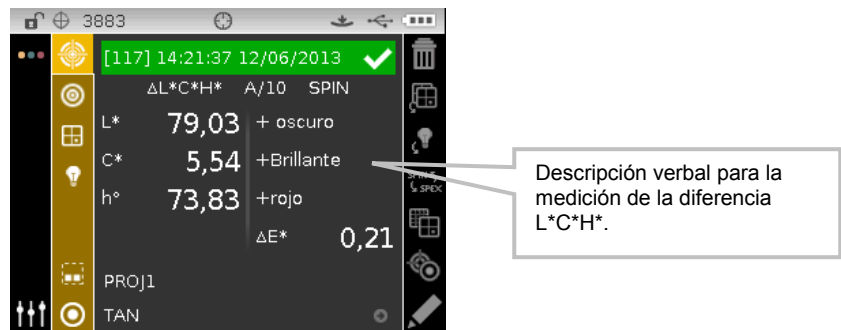 3883
[117] 14:21:37 12/06/2013
ΔL*C*H* A/10 SPIN
L* 79,03 + oscuro
C* 5,54 +Brillante
h° 73,83 +rojo
ΔE* 0,21
PROJ1
TAN
SPEX
Descripción verbal para la
medición de la diferencia
L*C*H*.